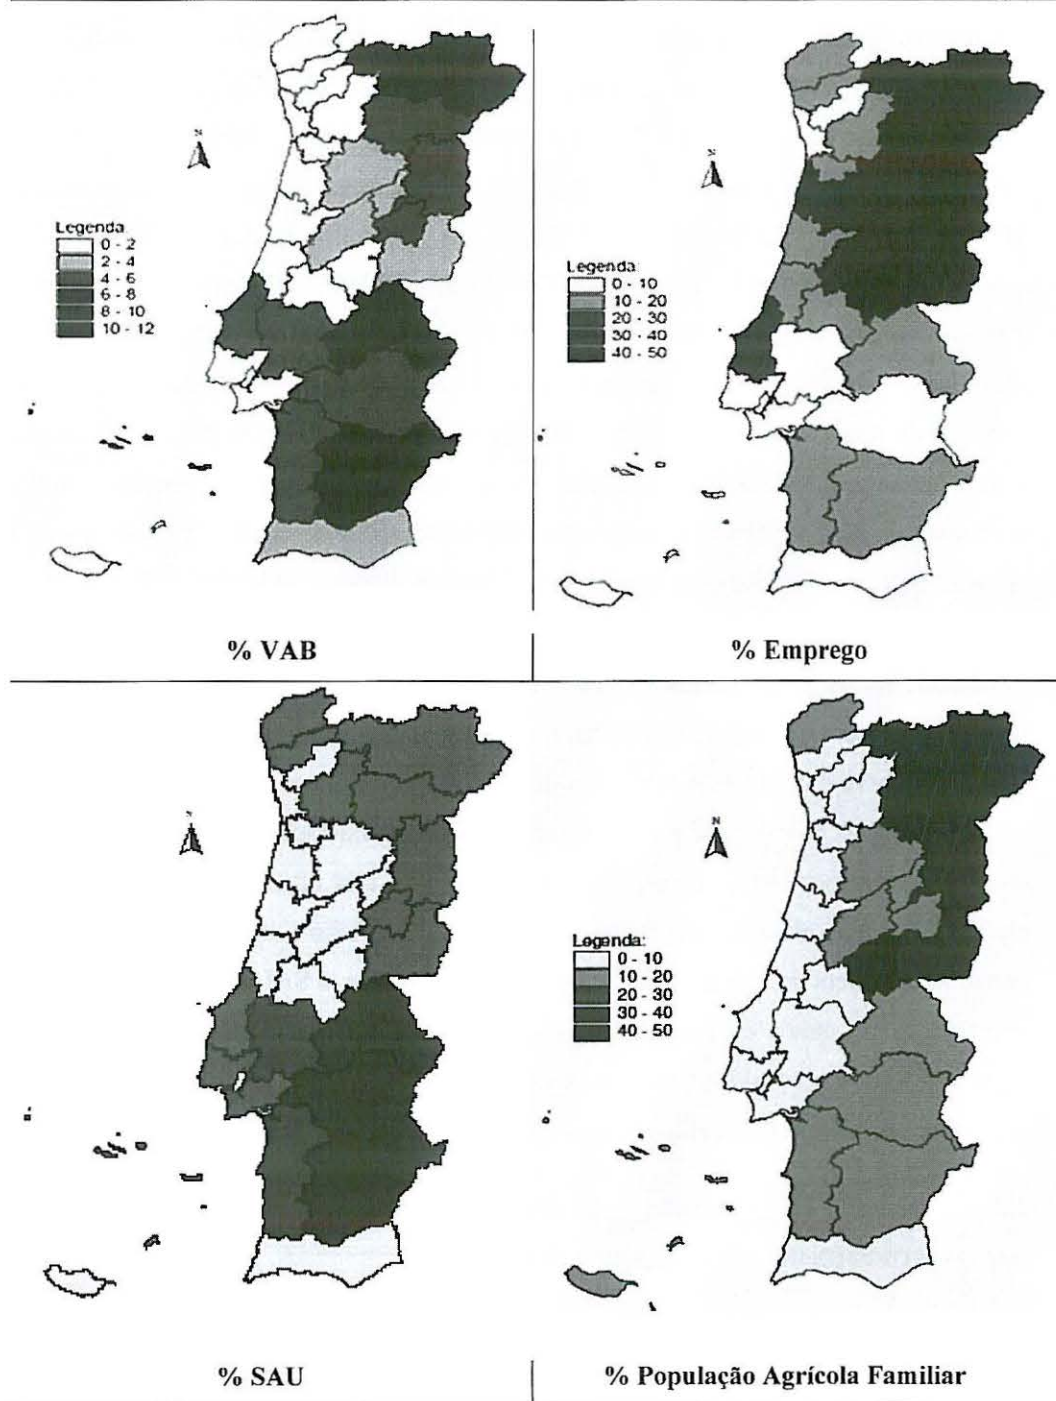 N
Legenda
0 - 2
2 - 4
4 - 6
6 - 8
8 - 10
10 - 12
% VAB
N
Legenda
0 - 10
10 - 20
20 - 30
30 - 40
40 - 50
% Emprego
N
% SAU
N
Legenda:
0 - 10
10 - 20
20 - 30
30 - 40
40 - 50
% População Agrícola Familiar